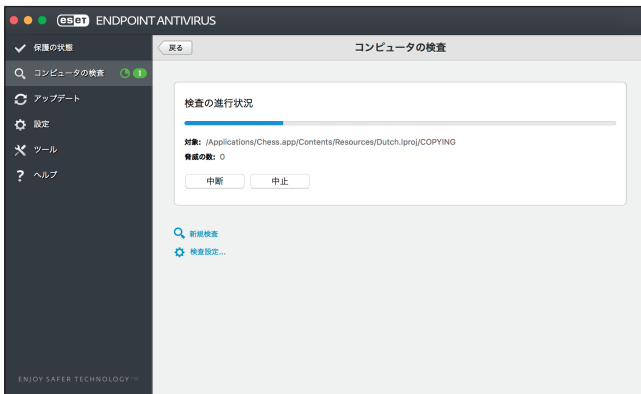 eset ENDPOINT ANTIVIRUS
保護の状態
コンピュータの検査 1
アップデート
設定
ツール
ヘルプ
ENJOY SAFER TECHNOLOGY™
戻る
コンピュータの検査
検査の進行状況
対象: /Applications/Chess.app/Contents/Resources/Dutch.lproj/COPYING
脅威の数: 0
中断 中止
新規検査
検査設定...